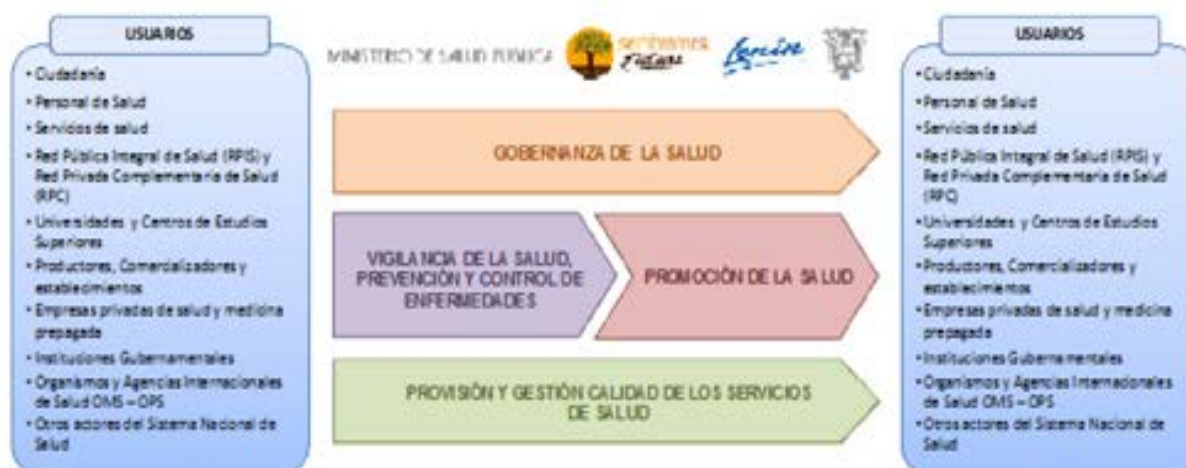 USUARIOS
• Ciudadanía
• Personal de Salud
• Servicios de salud
• Red Pública Integral de Salud (RPIS) y
Red Privada Complementaria de Salud
(RPC)
• Universidades y Centros de Estudios
Superiores
• Productores, Comercializadores y
establecimientos
• Empresas privadas de salud y medicina
prepagada
• Instituciones Gubernamentales
• Organismos y Agencias Internacionales
de Salud OMS – OPS
• Otros actores del Sistema Nacional de
Salud
MINISTERIO DE SALUD PÚBLICA
Futuro
Lenín
GOBERNANZA DE LA SALUD
VIGILANCIA DE LA SALUD,
PREVENCIÓN Y CONTROL DE
ENFERMEDADES
PROMOCIÓN DE LA SALUD
PROVISIÓN Y GESTIÓN CALIDAD DE LOS SERVICIOS
DE SALUD
USUARIOS
• Ciudadanía
• Personal de Salud
• Servicios de salud
• Red Pública Integral de Salud (RPIS) y
Red Privada Complementaria de Salud
(RPC)
• Universidades y Centros de Estudios
Superiores
• Productores, Comercializadores y
establecimientos
• Empresas privadas de salud y medicina
prepagada
• Instituciones Gubernamentales
• Organismos y Agencias Internacionales
de Salud OMS – OPS
• Otros actores del Sistema Nacional de
Salud